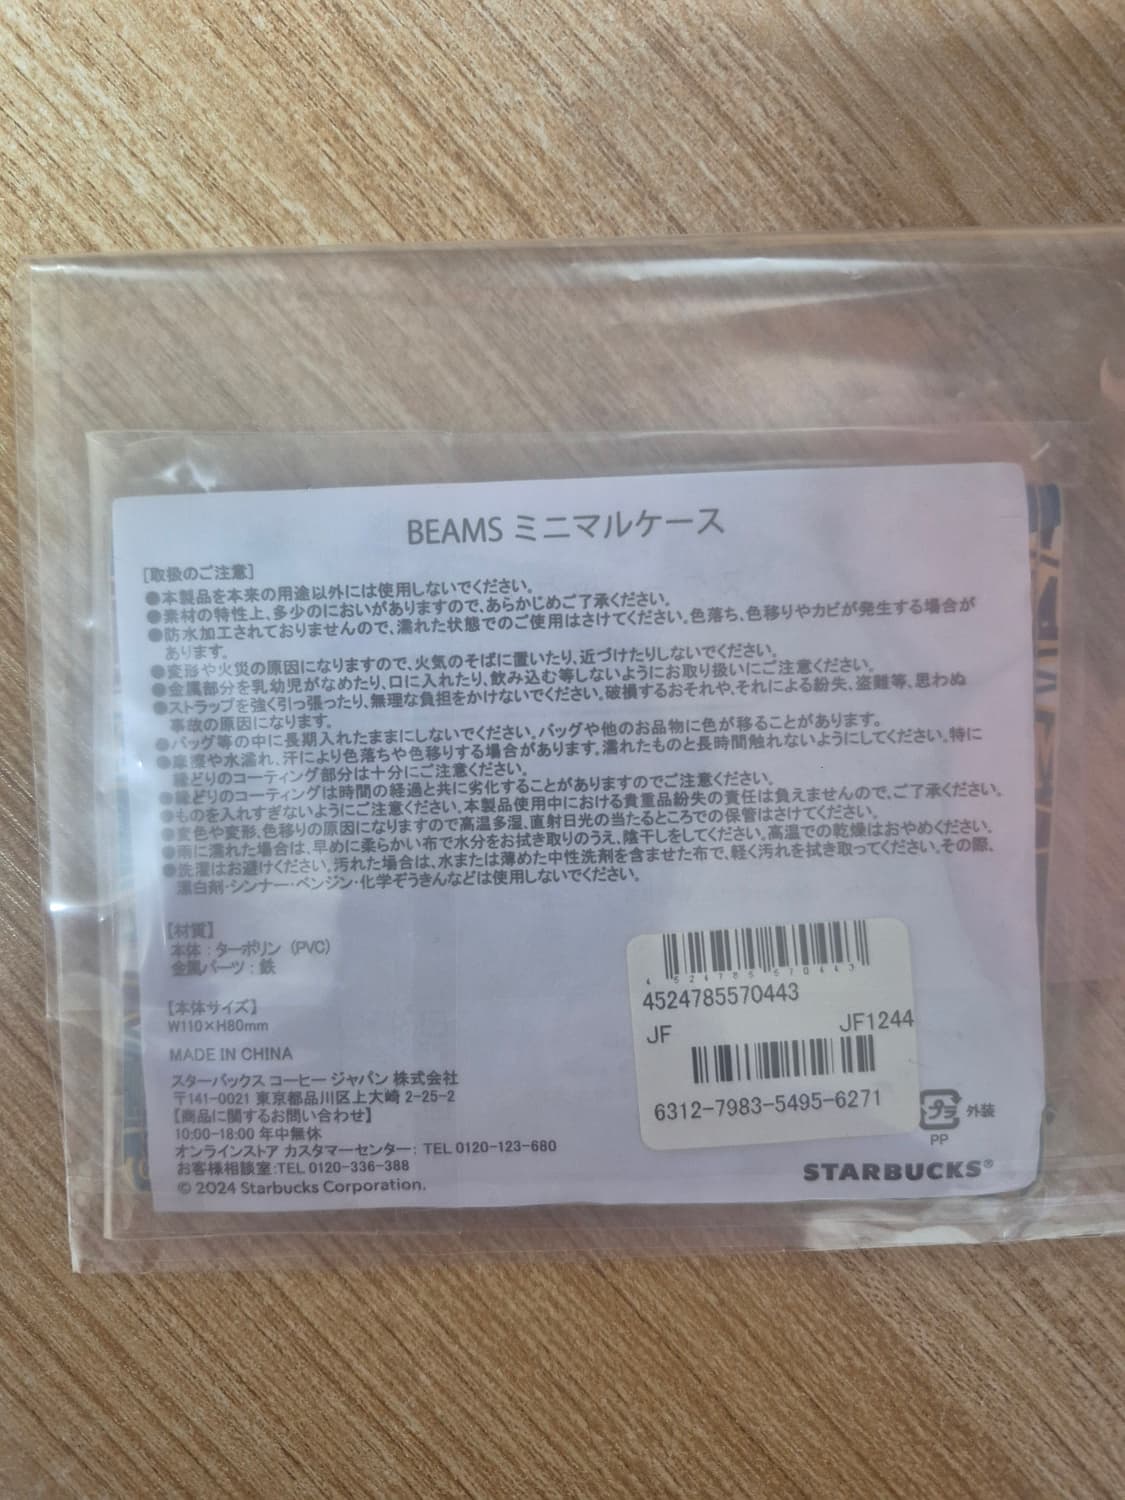 BEAMS ミニマルケース
[取扱のご注意]
●本製品を本来の用途以外には使用しないでください。
●素材の特性上、多少のにおいがありますので、あらかじめご了承ください。
●防水加工されておりませんので、濡れた状態でのご使用はさけてください。色落ち、色移りやカビが発生する場合が
あります。
●変形や火災の原因になりますので、火気のそばに置いたり、近づけたりしないでください。
●金属部分を乳幼児がなめたり、口に入れたり、飲み込む等しないようにお取り扱いにご注意ください。
●ストラップを強く引っ張ったり、無理な負担をかけないでください。破損するおそれや、それによる紛失、盗難等、思わぬ
事故の原因になります。
●バッグ等の中に長期入れたままにしないでください。バッグや他のお品物に色が移ることがあります。
●摩擦や水濡れ、汗により色落ちや色移りする場合があります。濡れたものと長時間触れないようにしてください。特に
縁どりのコーティング部分は十分にご注意ください。
●縁どりのコーティングは時間の経過と共に劣化することがありますのでご注意ください。
●ものを入れすぎないようにご注意ください。本製品使用中における貴重品紛失の責任は負えませんので、ご了承ください。
●変色や変形、色移りの原因になりますので高温多湿、直射日光の当たるところでの保管はさけてください。
●雨に濡れた場合は、早めに柔らかい布で水分をお拭き取りのうえ、陰干しをしてください。高温での乾燥はおやめください。
●洗濯はお避けください。汚れた場合は、水または薄めた中性洗剤を含ませた布で、軽く汚れを拭き取ってください。その際、
漂白剤・シンナー・ベンジン・化学ぞうきんなどは使用しないでください。
【材質】
本体：ターポリン（PVC）
金属パーツ：鉄
【本体サイズ】
W110×H80mm
MADE IN CHINA
スターバックス コーヒー ジャパン 株式会社
〒141-0021 東京都品川区上大崎 2-25-2
【商品に関するお問い合わせ】
10:00-18:00 年中無休
オンラインストア カスタマーセンター： TEL 0120-123-680
お客様相談室:TEL 0120-336-388
© 2024 Starbucks Corporation.
4 524785 570443
4524785570443
JF JF1244
6312-7983-5495-6271
プラ 外装
PP
STARBUCKS®